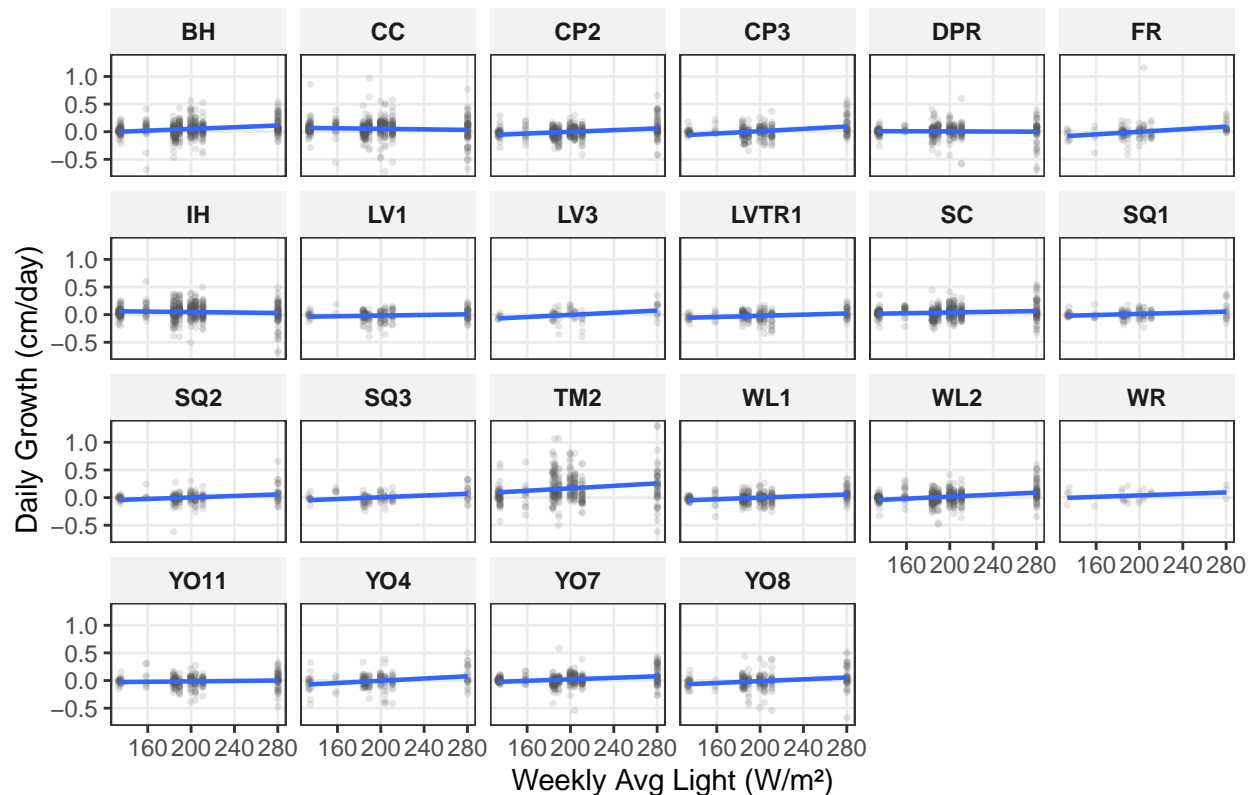 BH CC CP2 CP3 DPR FR
1.0
0.5
0.0
−0.5
IH LV1 LV3 LVTR1 SC SQ1
1.0
0.5
0.0
−0.5
SQ2 SQ3 TM2 WL1 WL2 WR
1.0
0.5
0.0
−0.5
160 200 240 280 160 200 240 280
YO11 YO4 YO7 YO8
1.0
0.5
0.0
−0.5
160 200 240 280 160 200 240 280 160 200 240 280 160 200 240 280
Weekly Avg Light (W/m²)
Daily Growth (cm/day)